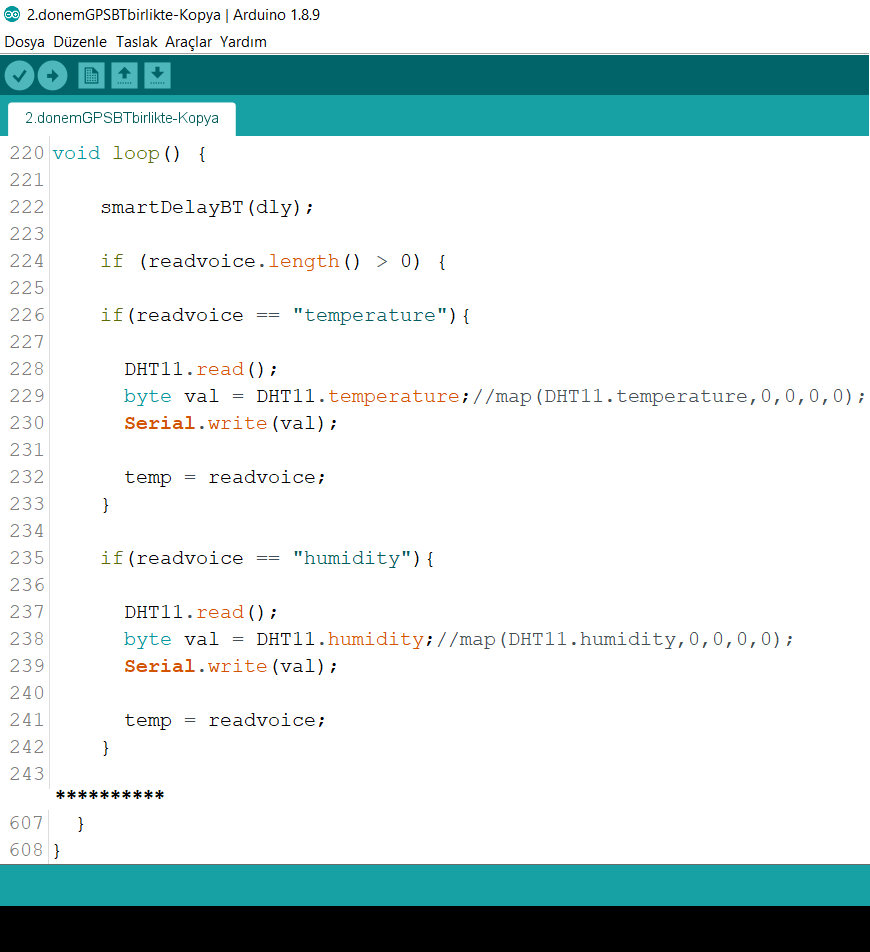 2.donemGPSBTbirlikte-Kopya | Arduino 1.8.9
Dosya Düzenle Taslak Araçlar Yardım
2.donemGPSBTbirlikte-Kopya
220 void loop() {
221
222 smartDelayBT(dly);
223
224 if (readvoice.length() > 0) {
225
226 if(readvoice == "temperature"){
227
228 DHT11.read();
229 byte val = DHT11.temperature;//map(DHT11.temperature,0,0,0,0);
230 Serial.write(val);
231
232 temp = readvoice;
233 }
234
235 if(readvoice == "humidity"){
236
237 DHT11.read();
238 byte val = DHT11.humidity;//map(DHT11.humidity,0,0,0,0);
239 Serial.write(val);
240
241 temp = readvoice;
242 }
243
**********
607 }
608 }